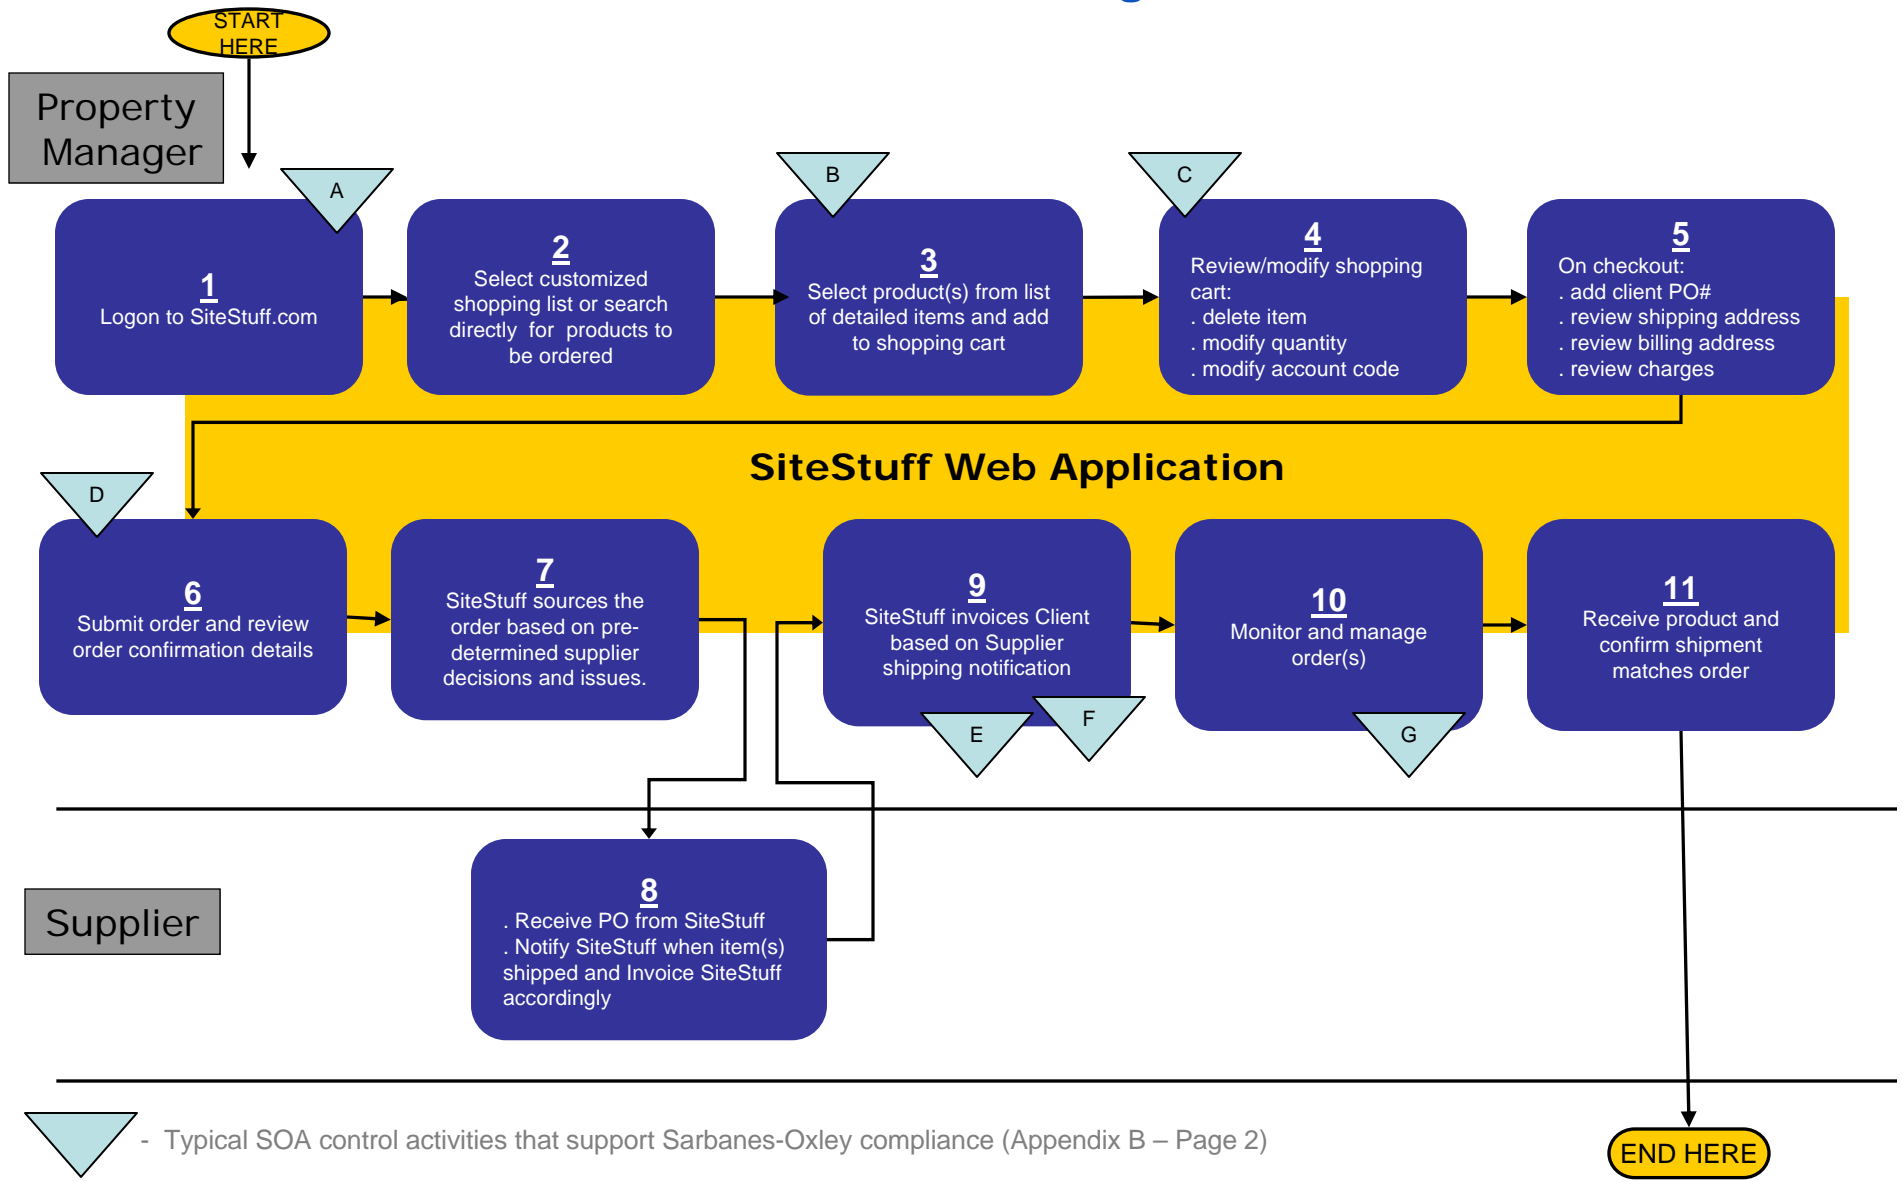 START
HERE
Property
Manager
A
B
C
1
Logon to SiteStuff.com
2
Select customized
shopping list or search
directly for products to
be ordered
3
Select product(s) from list
of detailed items and add
to shopping cart
4
Review/modify shopping
cart:
. delete item
. modify quantity
. modify account code
5
On checkout:
. add client PO#
. review shipping address
. review billing address
. review charges
SiteStuff Web Application
D
6
Submit order and review
order confirmation details
7
SiteStuff sources the
order based on pre-
determined supplier
decisions and issues.
9
SiteStuff invoices Client
based on Supplier
shipping notification
10
Monitor and manage
order(s)
11
Receive product and
confirm shipment
matches order
E
F
G
Supplier
8
. Receive PO from SiteStuff
. Notify SiteStuff when item(s)
shipped and Invoice SiteStuff
accordingly
- Typical SOA control activities that support Sarbanes-Oxley compliance (Appendix B – Page 2)
END HERE